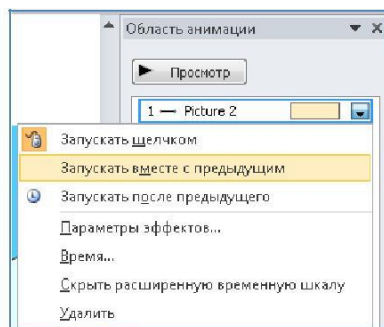 Область анимации
Просмотр
1 — Picture 2
Запускать щелчком
Запускать вместе с предыдущим
Запускать после предыдущего
Параметры эффектов...
Время...
Скрыть расширенную временную шкалу
Удалить